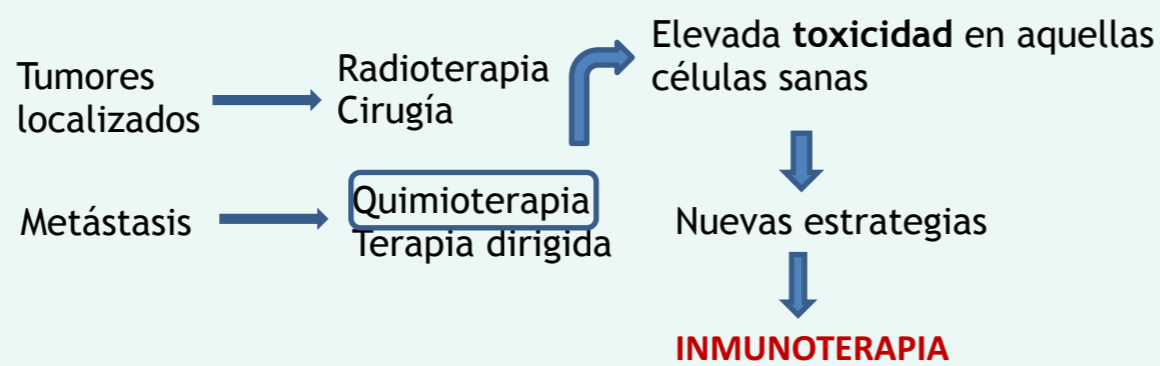 Tumores
localizados
Radioterapia
Cirugía
Elevada toxicidad en aquellas
células sanas
Metástasis
Quimioterapia
Terapia dirigida
Nuevas estrategias
INMUNOTERAPIA